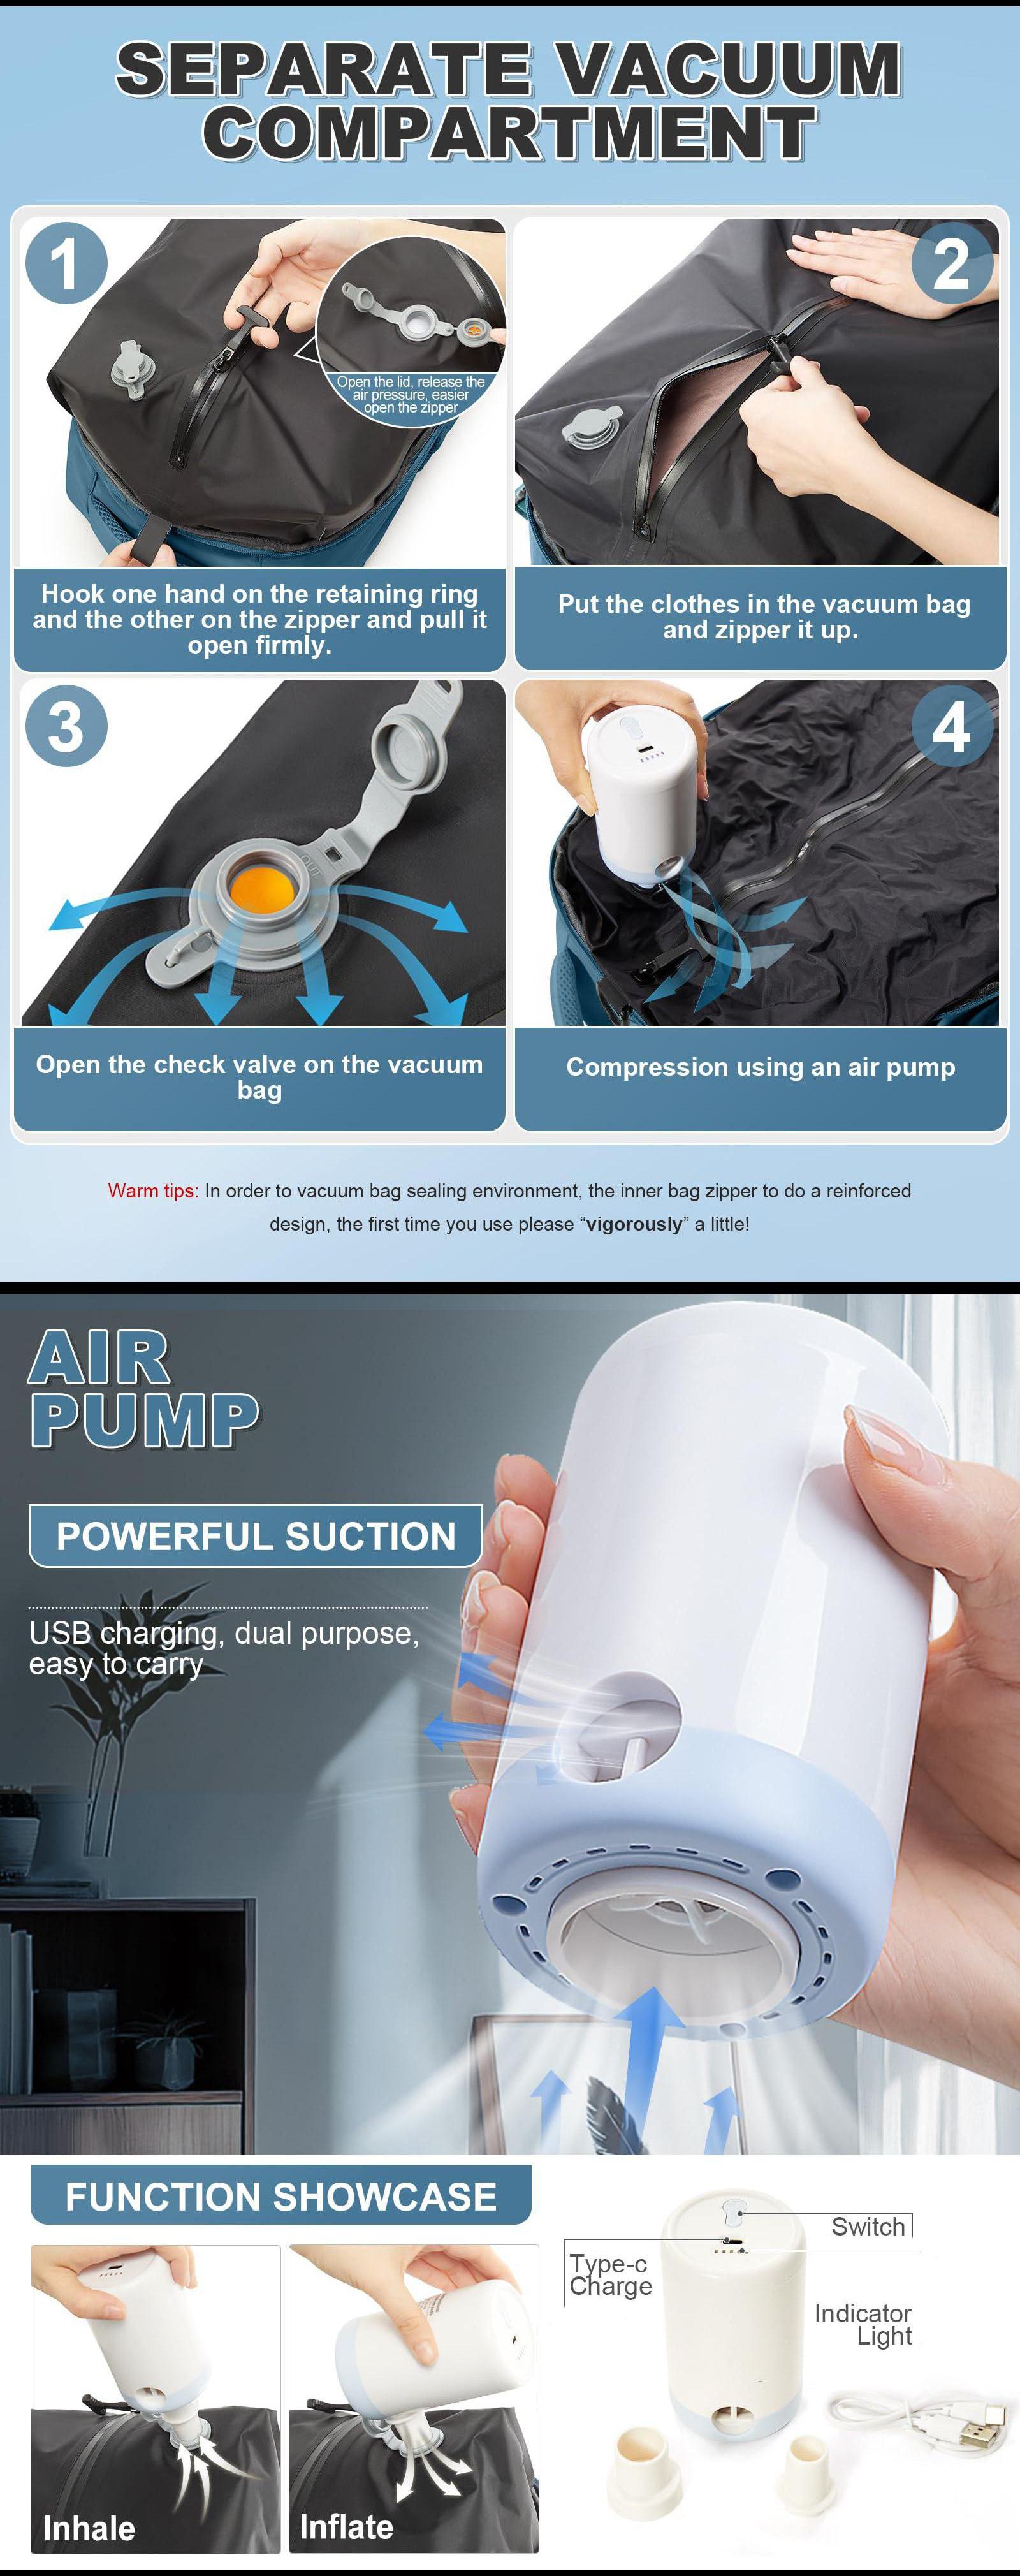 SEPARATE VACUUM
COMPARTMENT
1
Open the lid, release the
air pressure, easier
open the zipper
Hook one hand on the retaining ring
and the other on the zipper and pull it
open firmly.
2
Put the clothes in the vacuum bag
and zipper it up.
3
OUT
Open the check valve on the vacuum
bag
4
Compression using an air pump
Warm tips: In order to vacuum bag sealing environment, the inner bag zipper to do a reinforced
design, the first time you use please “vigorously” a little!
AIR
PUMP
POWERFUL SUCTION
USB charging, dual purpose,
easy to carry
FUNCTION SHOWCASE
Inhale
Inflate
Switch
Type-c
Charge
Indicator
Light